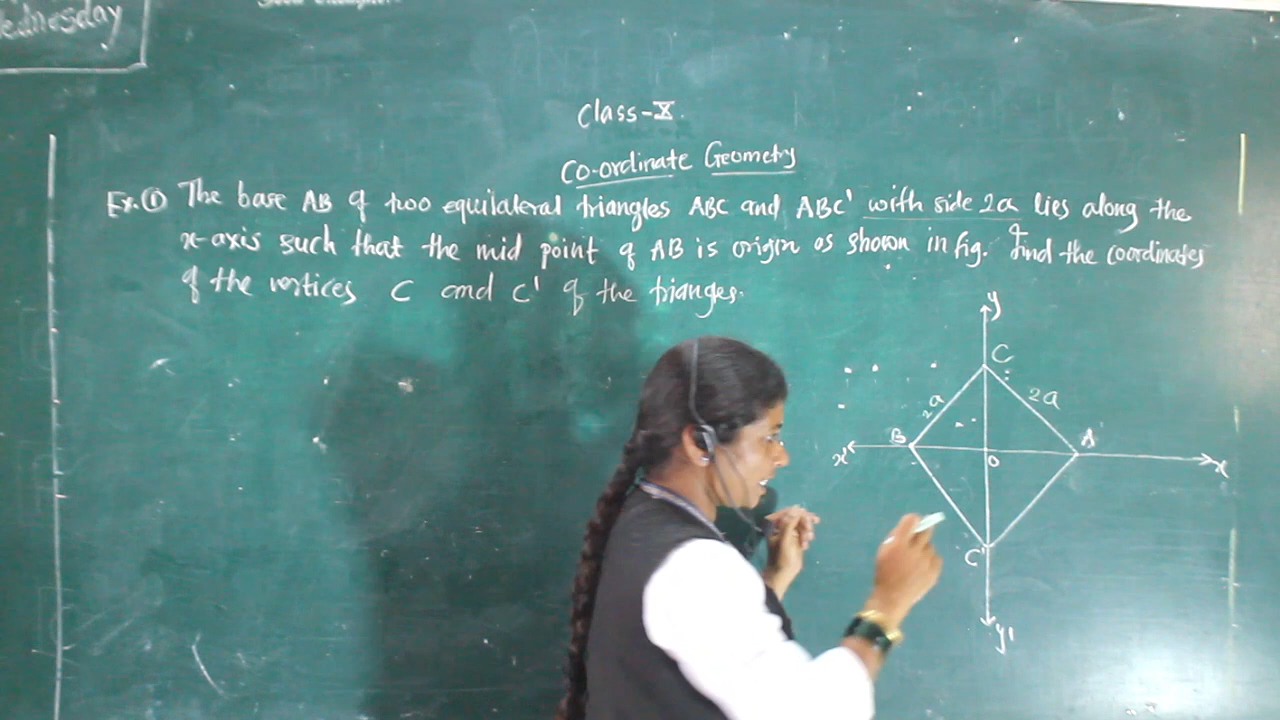 Wednesday
Class-X.
Co-ordinate Geometry
Ex.① The base AB of two equilateral triangles ABC and ABC' with side 2a lies along the
x-axis such that the mid point of AB is origin as shown in fig. find the coordinates
of the vertices C and C' of the trianges.
y
C
2a 2a
B A
x' O x
C'
y'